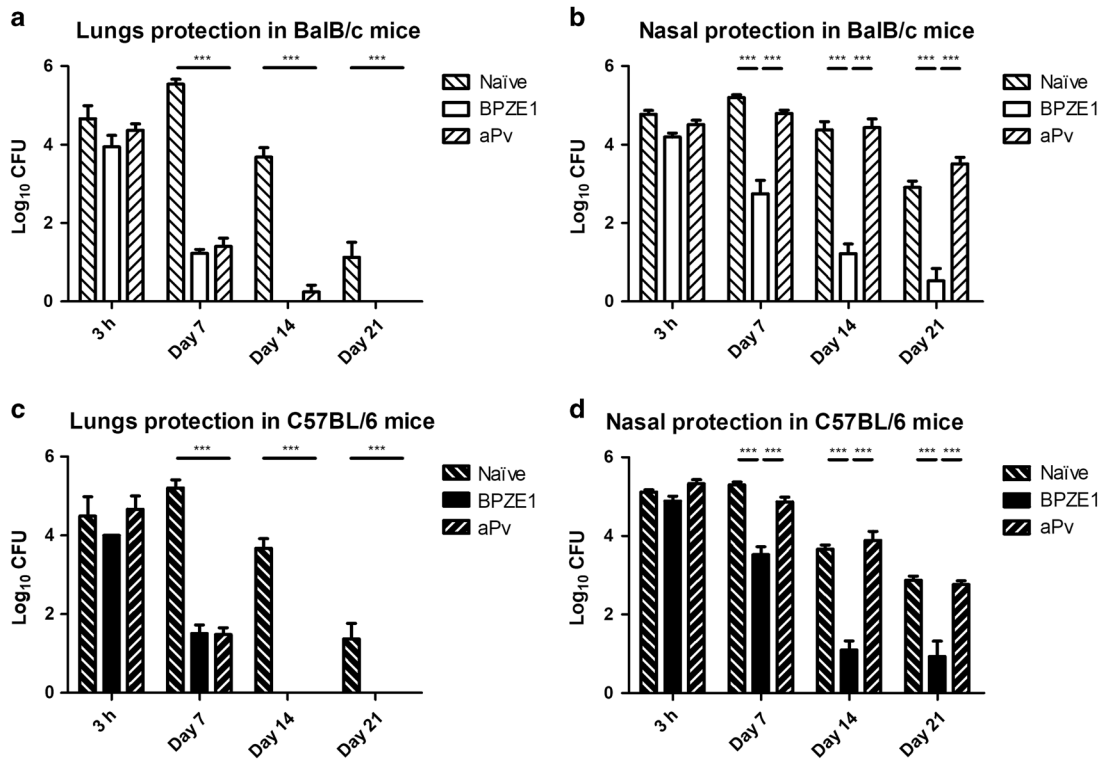 a
Lungs protection in BalB/c mice
*** *** ***
6
4
2
0
Log10 CFU
3 h
Day 7
Day 14
Day 21
Naïve
BPZE1
aPv
b
Nasal protection in BalB/c mice
*** *** *** *** *** ***
6
4
2
0
Log10 CFU
3 h
Day 7
Day 14
Day 21
Naïve
BPZE1
aPv
c
Lungs protection in C57BL/6 mice
*** *** ***
6
4
2
0
Log10 CFU
3 h
Day 7
Day 14
Day 21
Naïve
BPZE1
aPv
d
Nasal protection in C57BL/6 mice
*** *** *** *** *** ***
6
4
2
0
Log10 CFU
3 h
Day 7
Day 14
Day 21
Naïve
BPZE1
aPv